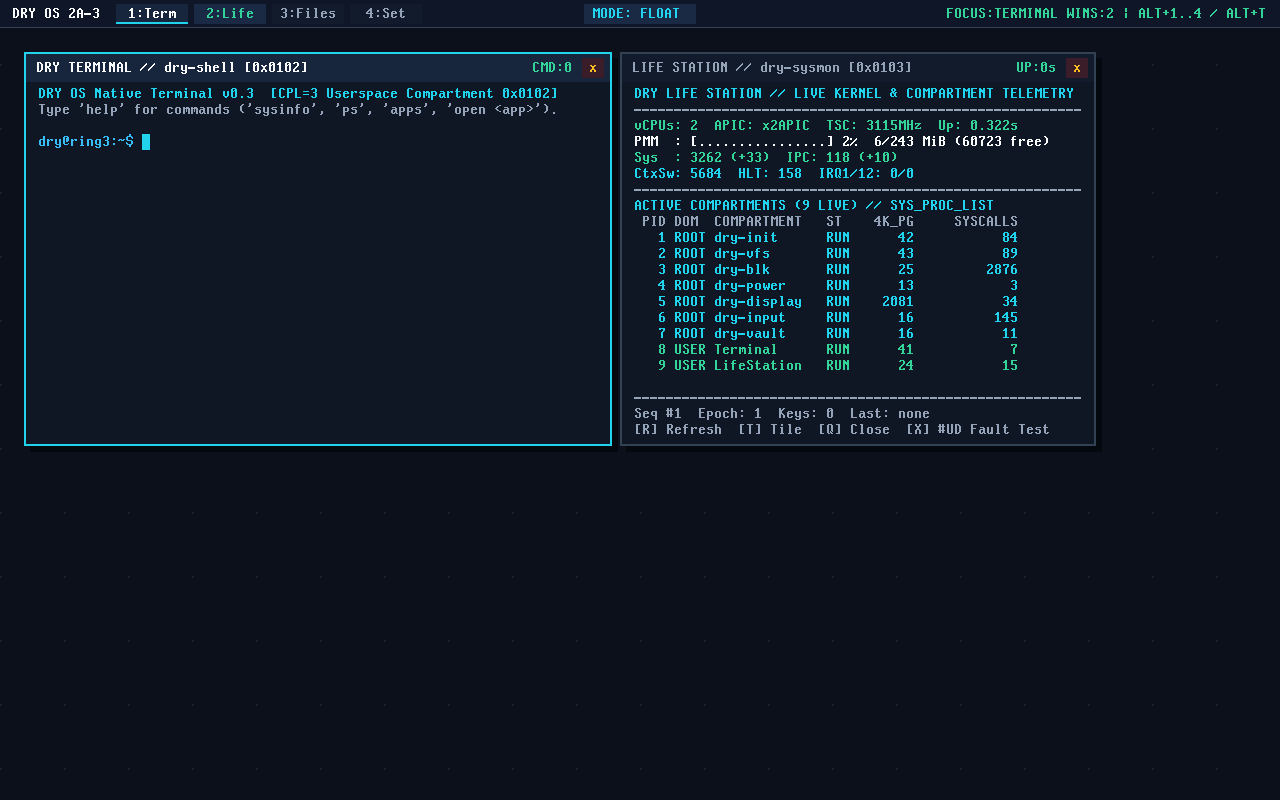 DRY OS 2A-3 1:Term 2:Life 3:Files 4:Set MODE: FLOAT FOCUS:TERMINAL WINS:2 | ALT+1..4 / ALT+T
DRY TERMINAL // dry-shell [0x0102] CMD:0 x
DRY OS Native Terminal v0.3 [CPL=3 Userspace Compartment 0x0102]
Type 'help' for commands ('sysinfo', 'ps', 'apps', 'open <app>').
dry@ring3:~$
LIFE STATION // dry-sysmon [0x0103] UP:0s x
DRY LIFE STATION // LIVE KERNEL & COMPARTMENT TELEMETRY
vCPUs: 2 APIC: x2APIC TSC: 3115MHz Up: 0.322s
PMM : [................] 2% 6/243 MiB (60723 free)
Sys : 3262 (+33) IPC: 118 (+10)
CtxSw: 5684 HLT: 158 IRQ1/12: 0/0
ACTIVE COMPARTMENTS (9 LIVE) // SYS_PROC_LIST
PID DOM COMPARTMENT ST 4K_PG SYSCALLS
1 ROOT dry-init RUN 42 84
2 ROOT dry-vfs RUN 43 89
3 ROOT dry-blk RUN 25 2876
4 ROOT dry-power RUN 13 3
5 ROOT dry-display RUN 2081 34
6 ROOT dry-input RUN 16 145
7 ROOT dry-vault RUN 16 11
8 USER Terminal RUN 41 7
9 USER LifeStation RUN 24 15
Seq #1 Epoch: 1 Keys: 0 Last: none
[R] Refresh [T] Tile [Q] Close [X] #UD Fault Test